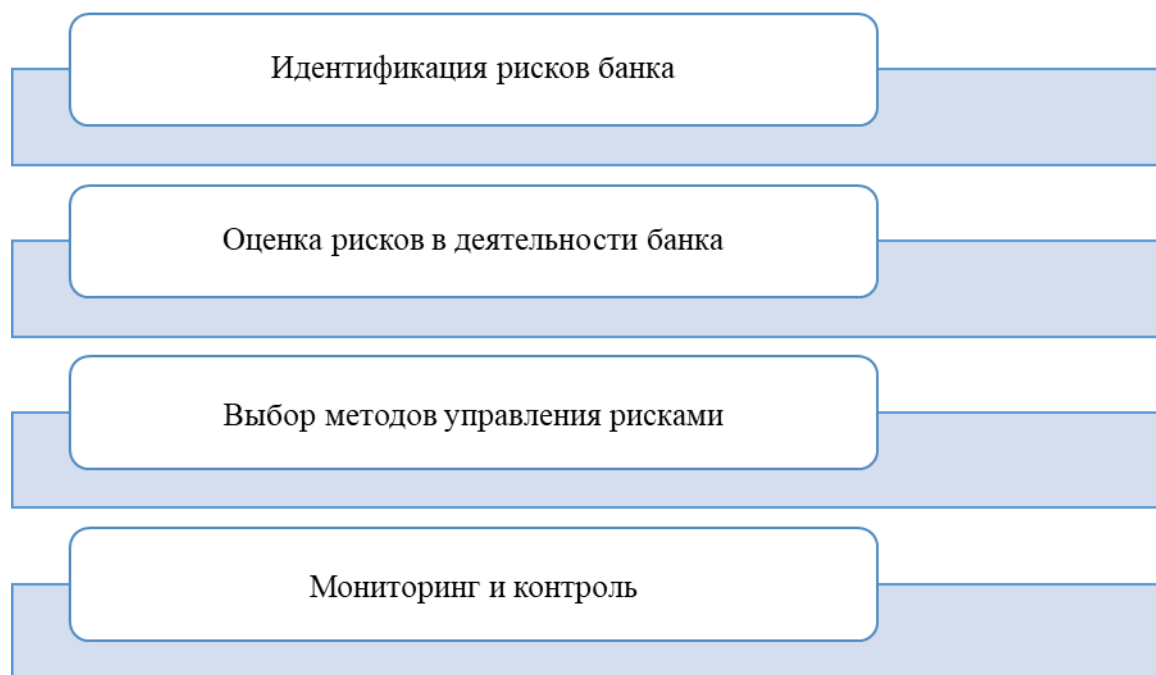 Идентификация рисков банка
Оценка рисков в деятельности банка
Выбор методов управления рисками
Мониторинг и контроль